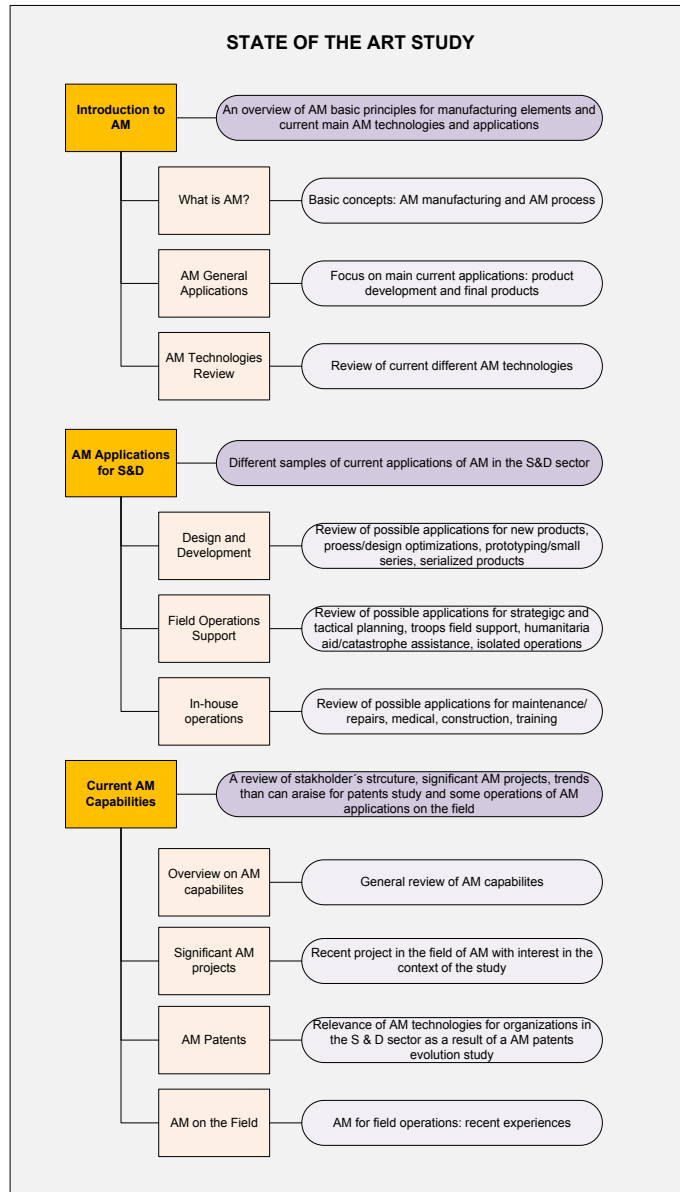 STATE OF THE ART STUDY
Introduction to
AM
An overview of AM basic principles for manufacturing elements and
current main AM technologies and applications
What is AM?
Basic concepts: AM manufacturing and AM process
AM General
Applications
Focus on main current applications: product
development and final products
AM Technologies
Review
Review of current different AM technologies
AM Applications
for S&D
Different samples of current applications of AM in the S&D sector
Design and
Development
Review of possible applications for new products,
proess/design optimizations, prototyping/small
series, serialized products
Field Operations
Support
Review of possible applications for strategigc and
tactical planning, troops field support, humanitaria
aid/catastrophe assistance, isolated operations
In-house
operations
Review of possible applications for maintenance/
repairs, medical, construction, training
Current AM
Capabilities
A review of stakholder´s strcuture, significant AM projects, trends
than can araise for patents study and some operations of AM
applications on the field
Overview on AM
capabilites
General review of AM capabilites
Significant AM
projects
Recent project in the field of AM with interest in the
context of the study
AM Patents
Relevance of AM technologies for organizations in
the S & D sector as a result of a AM patents
evolution study
AM on the Field
AM for field operations: recent experiences